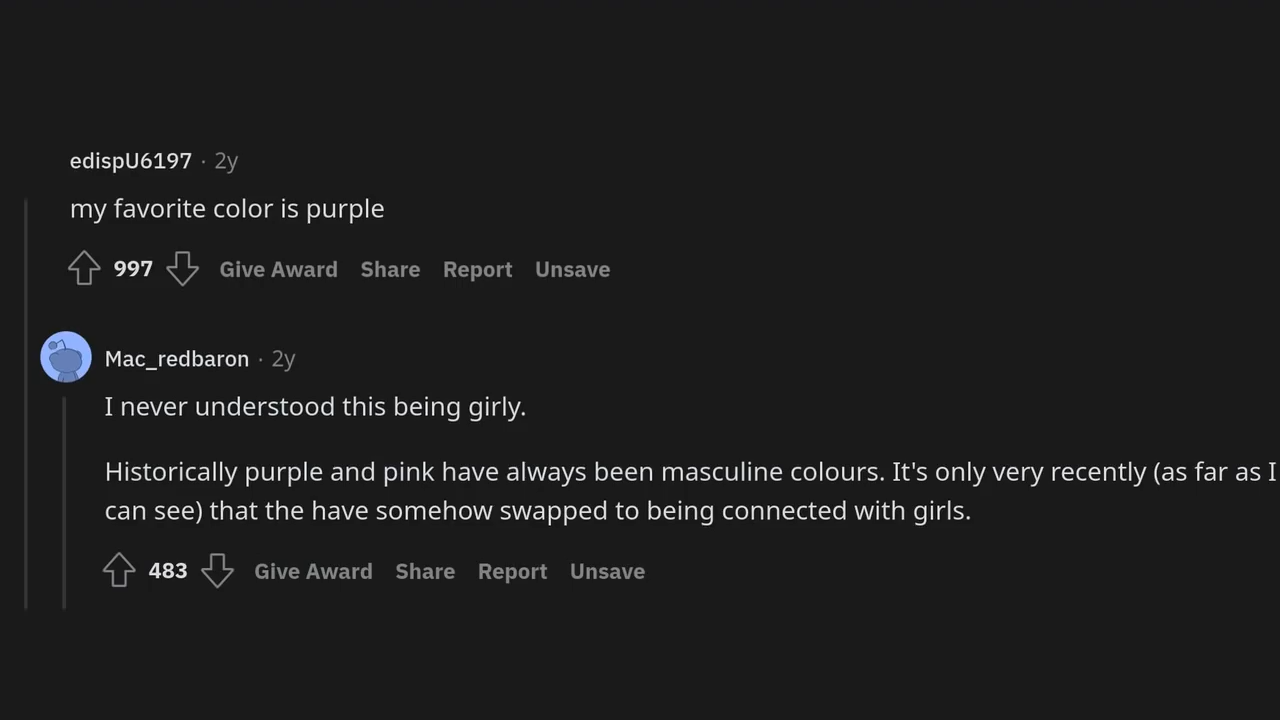 edispU6197 · 2y
my favorite color is purple
997 Give Award Share Report Unsave
Mac_redbaron · 2y
I never understood this being girly.
Historically purple and pink have always been masculine colours. It's only very recently (as far as I
can see) that the have somehow swapped to being connected with girls.
483 Give Award Share Report Unsave